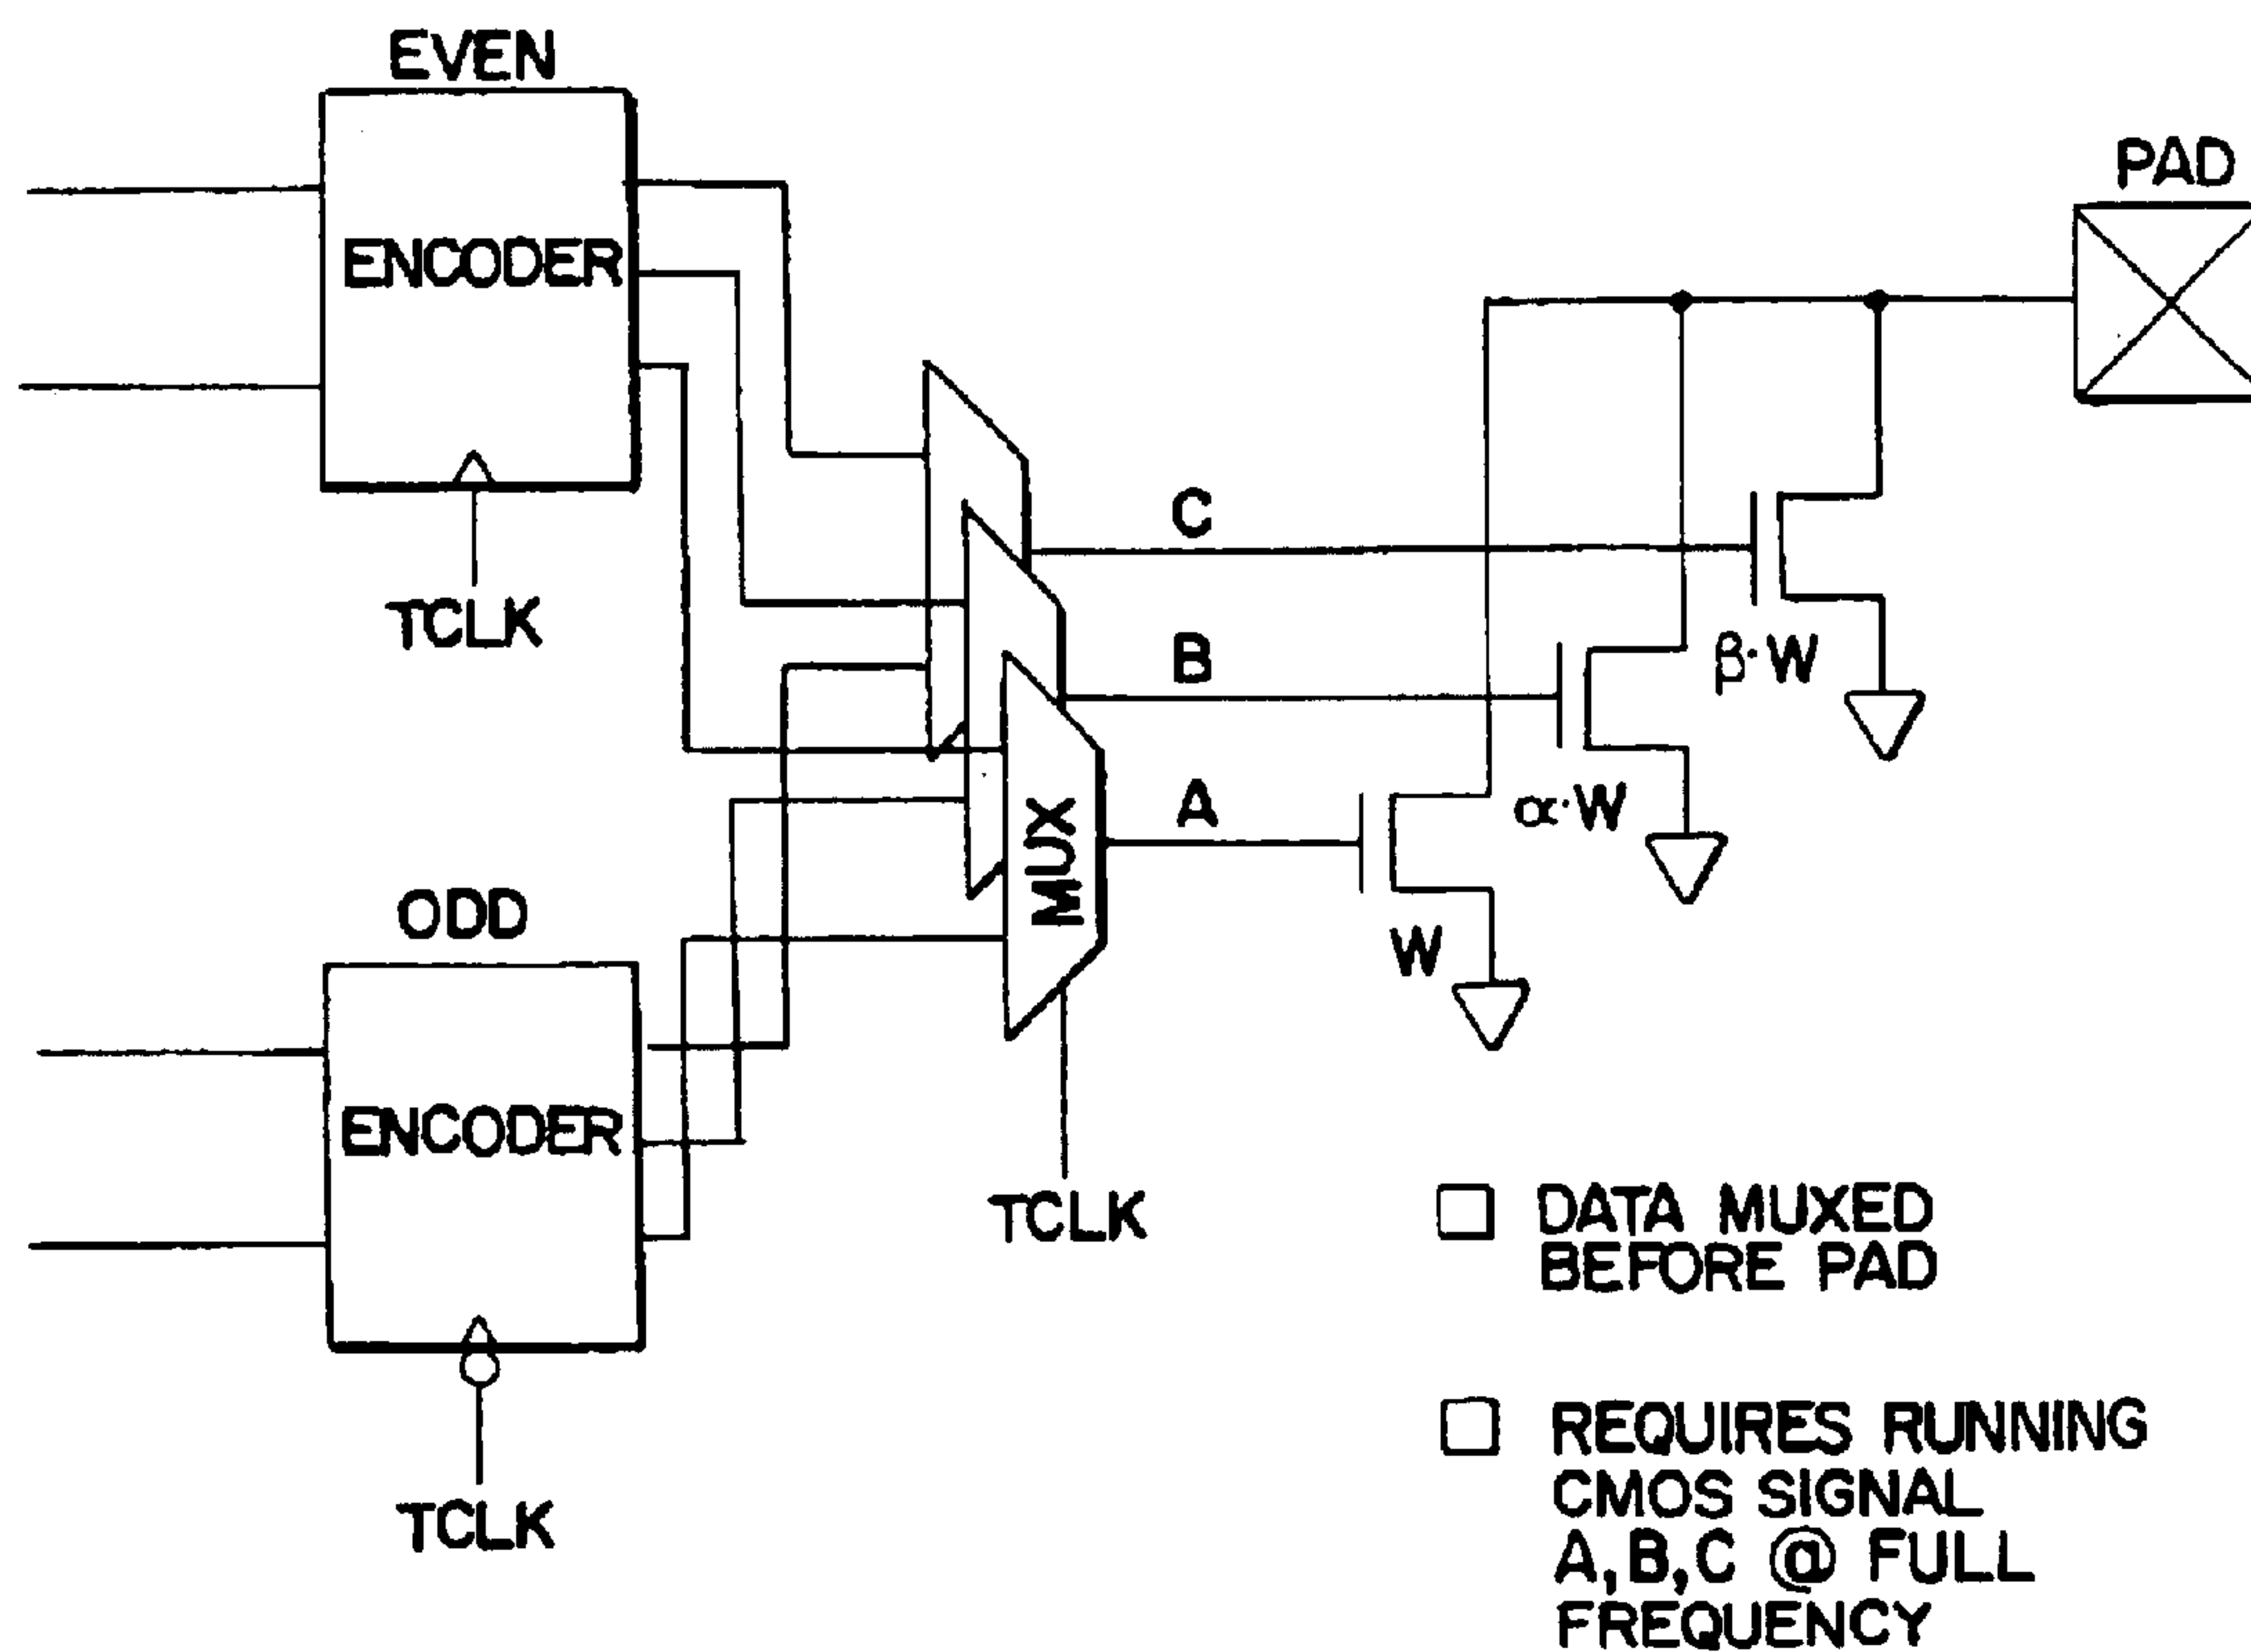 EVEN
PAD
ENCODER
C
TCLK
B
β·W
A
α·W
MUX
ODD
W
ENCODER
TCLK
DATA MUXED
BEFORE PAD
REQUIRES RUNNING
CMOS SIGNAL
A,B,C @ FULL
FREQUENCY
TCLK